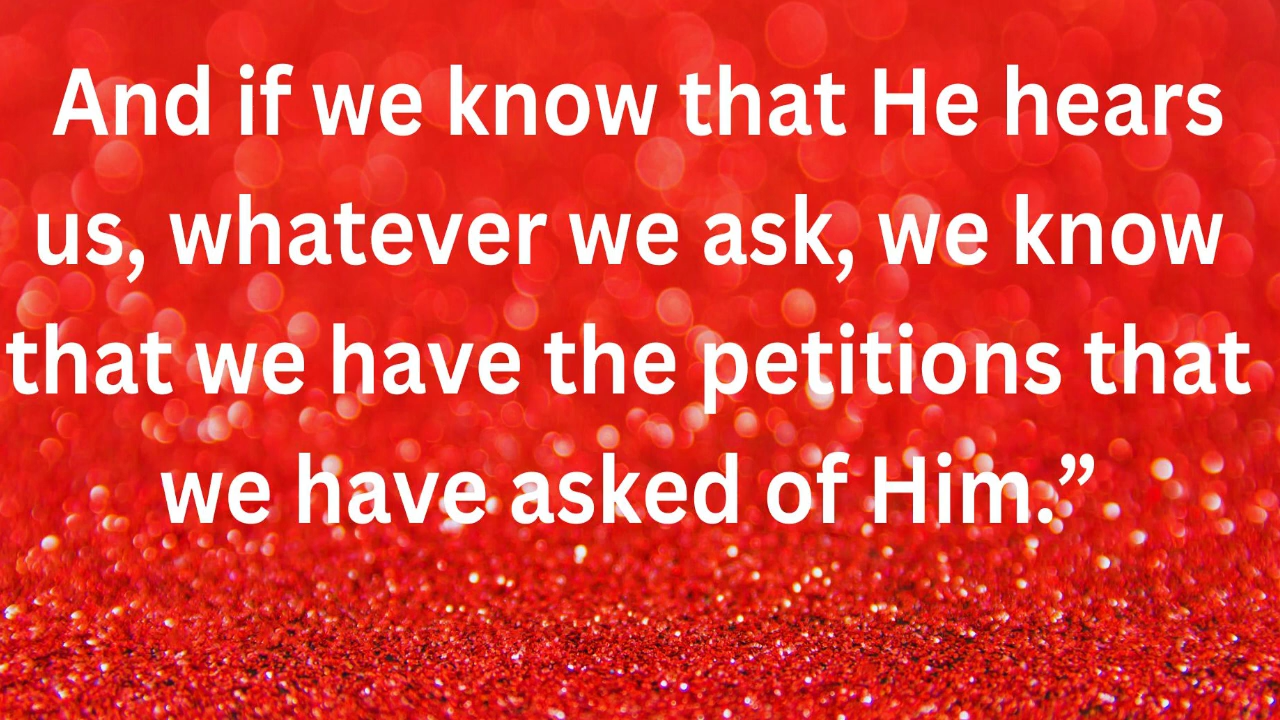 And if we know that He hears
us, whatever we ask, we know
that we have the petitions that
we have asked of Him.”